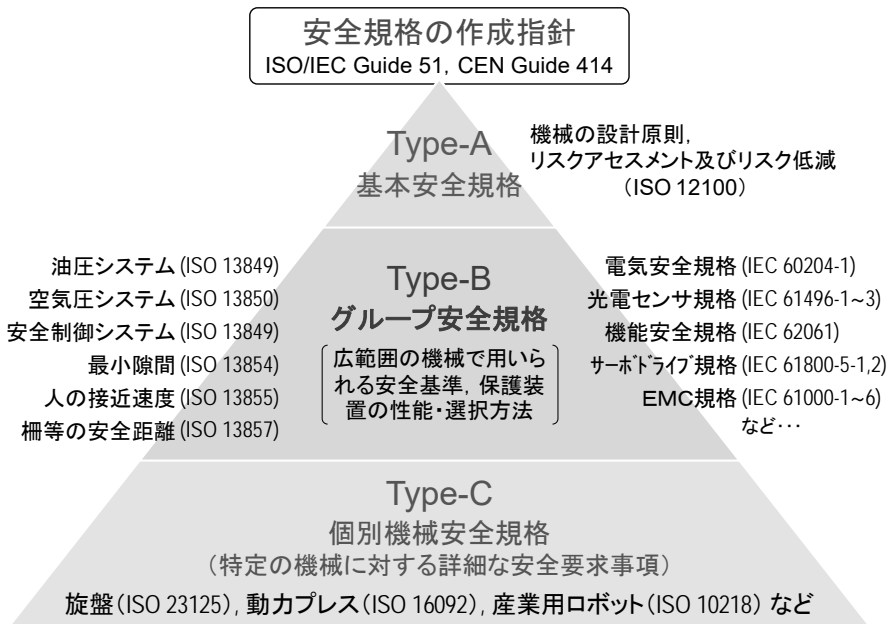 安全規格の作成指針
ISO/IEC Guide 51, CEN Guide 414
Type-A
基本安全規格
機械の設計原則,
リスクアセスメント及びリスク低減
（ISO 12100）
油圧システム (ISO 13849)
空気圧システム (ISO 13850)
安全制御システム (ISO 13849)
最小隙間 (ISO 13854)
人の接近速度 (ISO 13855)
柵等の安全距離 (ISO 13857)
Type-B
グループ安全規格
広範囲の機械で用いら
れる安全基準, 保護装
置の性能・選択方法
電気安全規格 (IEC 60204-1)
光電センサ規格 (IEC 61496-1~3)
機能安全規格 (IEC 62061)
ｻｰﾎﾞﾄﾞﾗｲﾌﾞ規格 (IEC 61800-5-1,2)
EMC規格 (IEC 61000-1~6)
など･･･
Type-C
個別機械安全規格
（特定の機械に対する詳細な安全要求事項）
旋盤（ISO 23125）, 動力プレス（ISO 16092）, 産業用ロボット（ISO 10218） など